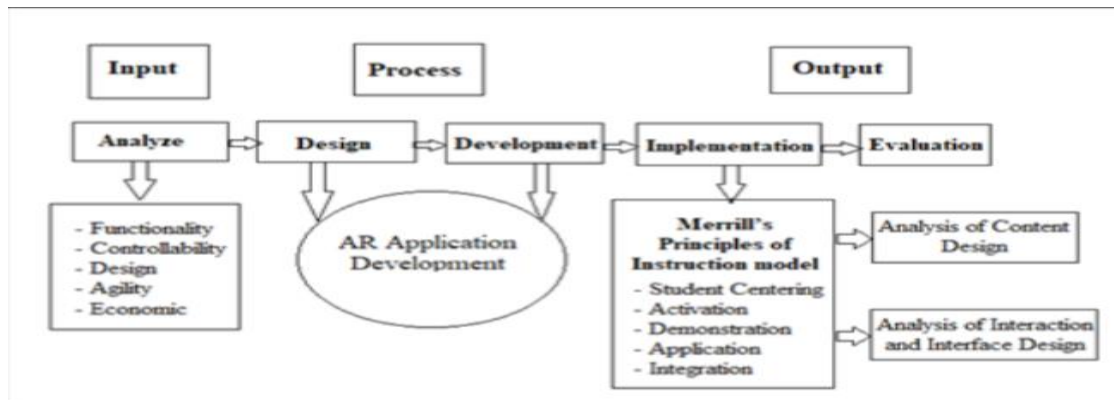 Input
Process
Output
Analyze
Design
Development
Implementation
Evaluation
- Functionality
- Controllability
- Design
- Agility
- Economic
AR Application
Development
Merrill's
Principles of
Instruction model
- Student Centering
- Activation
- Demonstration
- Application
- Integration
Analysis of Content
Design
Analysis of Interaction
and Interface Design